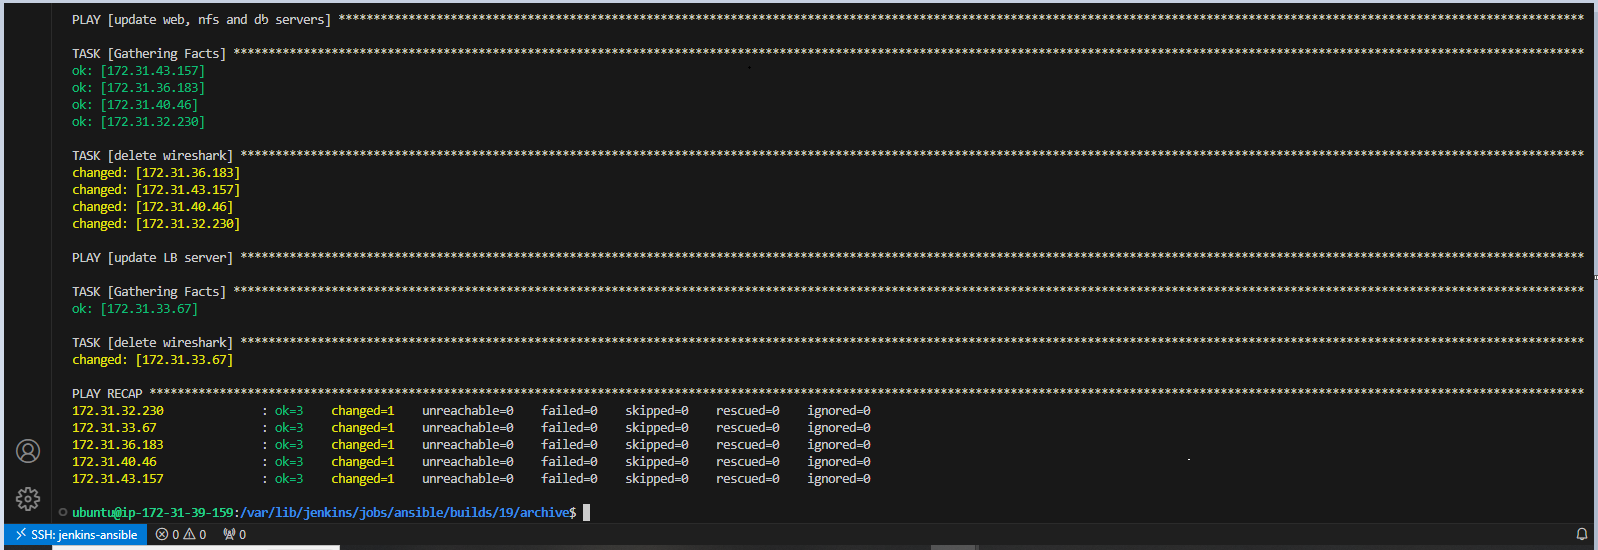 PLAY [update web, nfs and db servers] ******************************************************************************************************************************************************************************
TASK [Gathering Facts] *************************************************************************************************************************************************************************************************
ok: [172.31.43.157]
ok: [172.31.36.183]
ok: [172.31.40.46]
ok: [172.31.32.230]
TASK [delete wireshark] ************************************************************************************************************************************************************************************************
changed: [172.31.36.183]
changed: [172.31.43.157]
changed: [172.31.40.46]
changed: [172.31.32.230]
PLAY [update LB server] ************************************************************************************************************************************************************************************************
TASK [Gathering Facts] *************************************************************************************************************************************************************************************************
ok: [172.31.33.67]
TASK [delete wireshark] ************************************************************************************************************************************************************************************************
changed: [172.31.33.67]
PLAY RECAP *************************************************************************************************************************************************************************************************************
172.31.32.230 : ok=3 changed=1 unreachable=0 failed=0 skipped=0 rescued=0 ignored=0
172.31.33.67 : ok=3 changed=1 unreachable=0 failed=0 skipped=0 rescued=0 ignored=0
172.31.36.183 : ok=3 changed=1 unreachable=0 failed=0 skipped=0 rescued=0 ignored=0
172.31.40.46 : ok=3 changed=1 unreachable=0 failed=0 skipped=0 rescued=0 ignored=0
172.31.43.157 : ok=3 changed=1 unreachable=0 failed=0 skipped=0 rescued=0 ignored=0
ubuntu@ip-172-31-39-159:/var/lib/jenkins/jobs/ansible/builds/19/archive$
SSH: jenkins-ansible 0 0 0